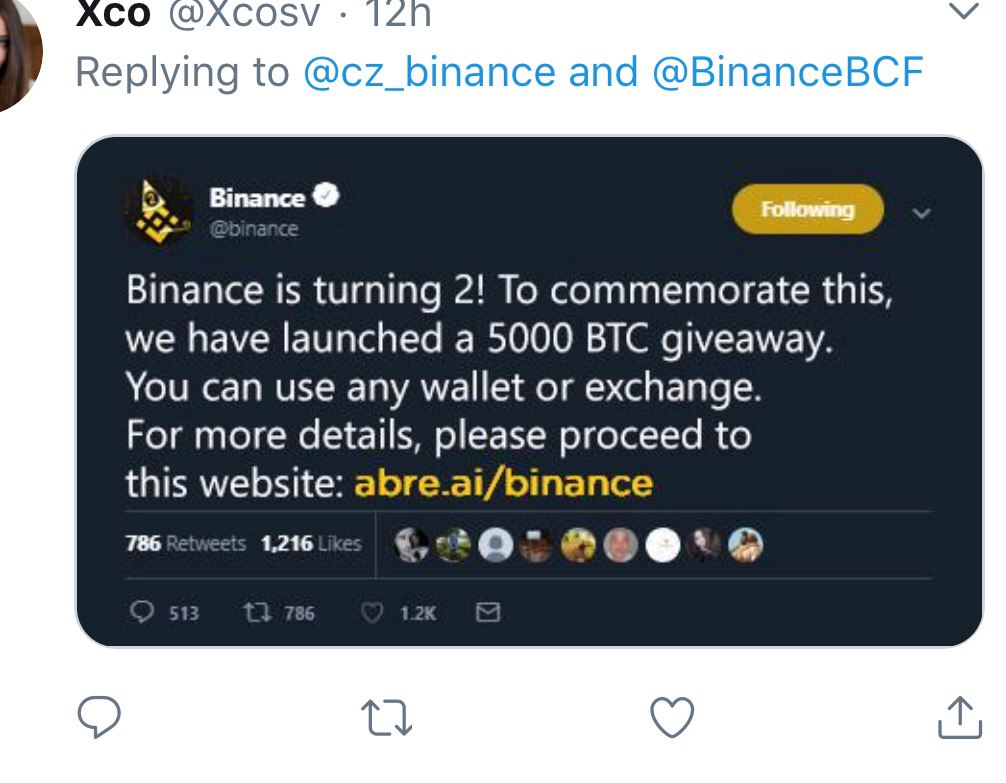 Xco @Xcosv · 12h
Replying to @cz_binance and @BinanceBCF
Binance
@binance
Following
Binance is turning 2! To commemorate this,
we have launched a 5000 BTC giveaway.
You can use any wallet or exchange.
For more details, please proceed to
this website: abre.ai/binance
786 Retweets 1,216 Likes
513 786 1.2K